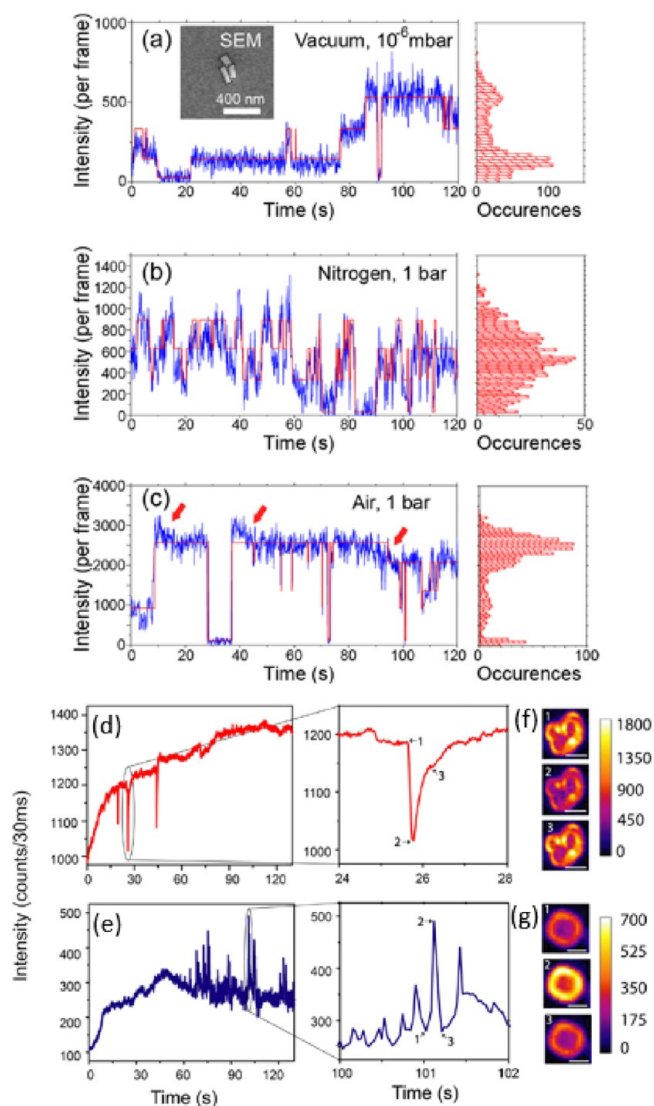 (a)
SEM
400 nm
Vacuum, 10⁻⁶mbar
Intensity (per frame)
1000
500
0
0 20 40 60 80 100 120
Time (s)
0 100
Occurences
(b)
Nitrogen, 1 bar
Intensity (per frame)
1400
1200
1000
800
600
400
200
0
0 20 40 60 80 100 120
Time (s)
0 50
Occurences
(c)
Air, 1 bar
Intensity (per frame)
4000
3000
2000
1000
0
0 20 40 60 80 100 120
Time (s)
0 100
Occurences
Intensity (counts/30ms)
(d)
1400
1300
1200
1100
1000
0 30 60 90 120
1200
1100
1000
1
2
3
24 26 28
(f)
1
2
3
1800
1350
900
450
0
(e)
500
400
300
200
100
0 30 60 90 120
Time (s)
400
300
1
2
3
100 101 102
Time (s)
(g)
1
2
3
700
525
350
175
0